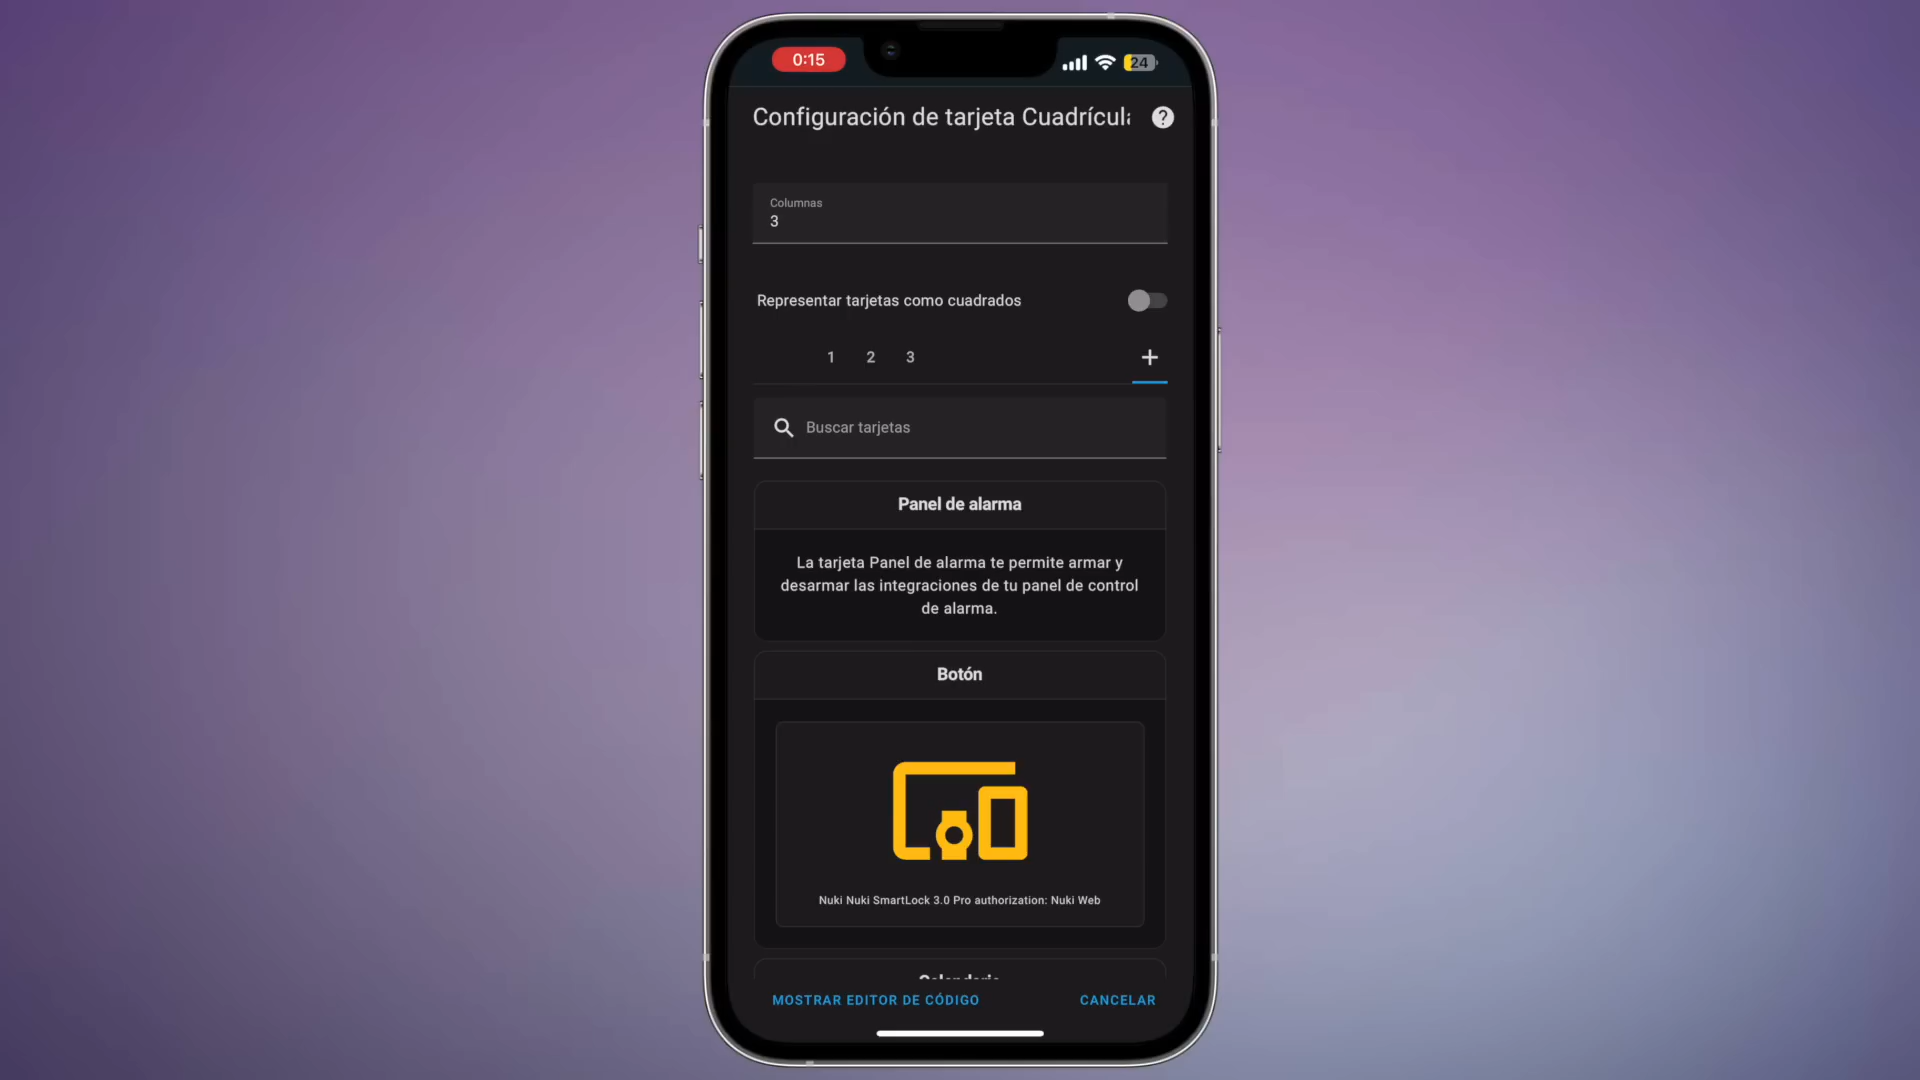 0:15
24
Configuración de tarjeta Cuadrícula
?
Columnas
3
Representar tarjetas como cuadrados
1 2 3 +
Buscar tarjetas
Panel de alarma
La tarjeta Panel de alarma te permite armar y
desarmar las integraciones de tu panel de control
de alarma.
Botón
Nuki Nuki SmartLock 3.0 Pro authorization: Nuki Web
Calendario
MOSTRAR EDITOR DE CÓDIGO
CANCELAR